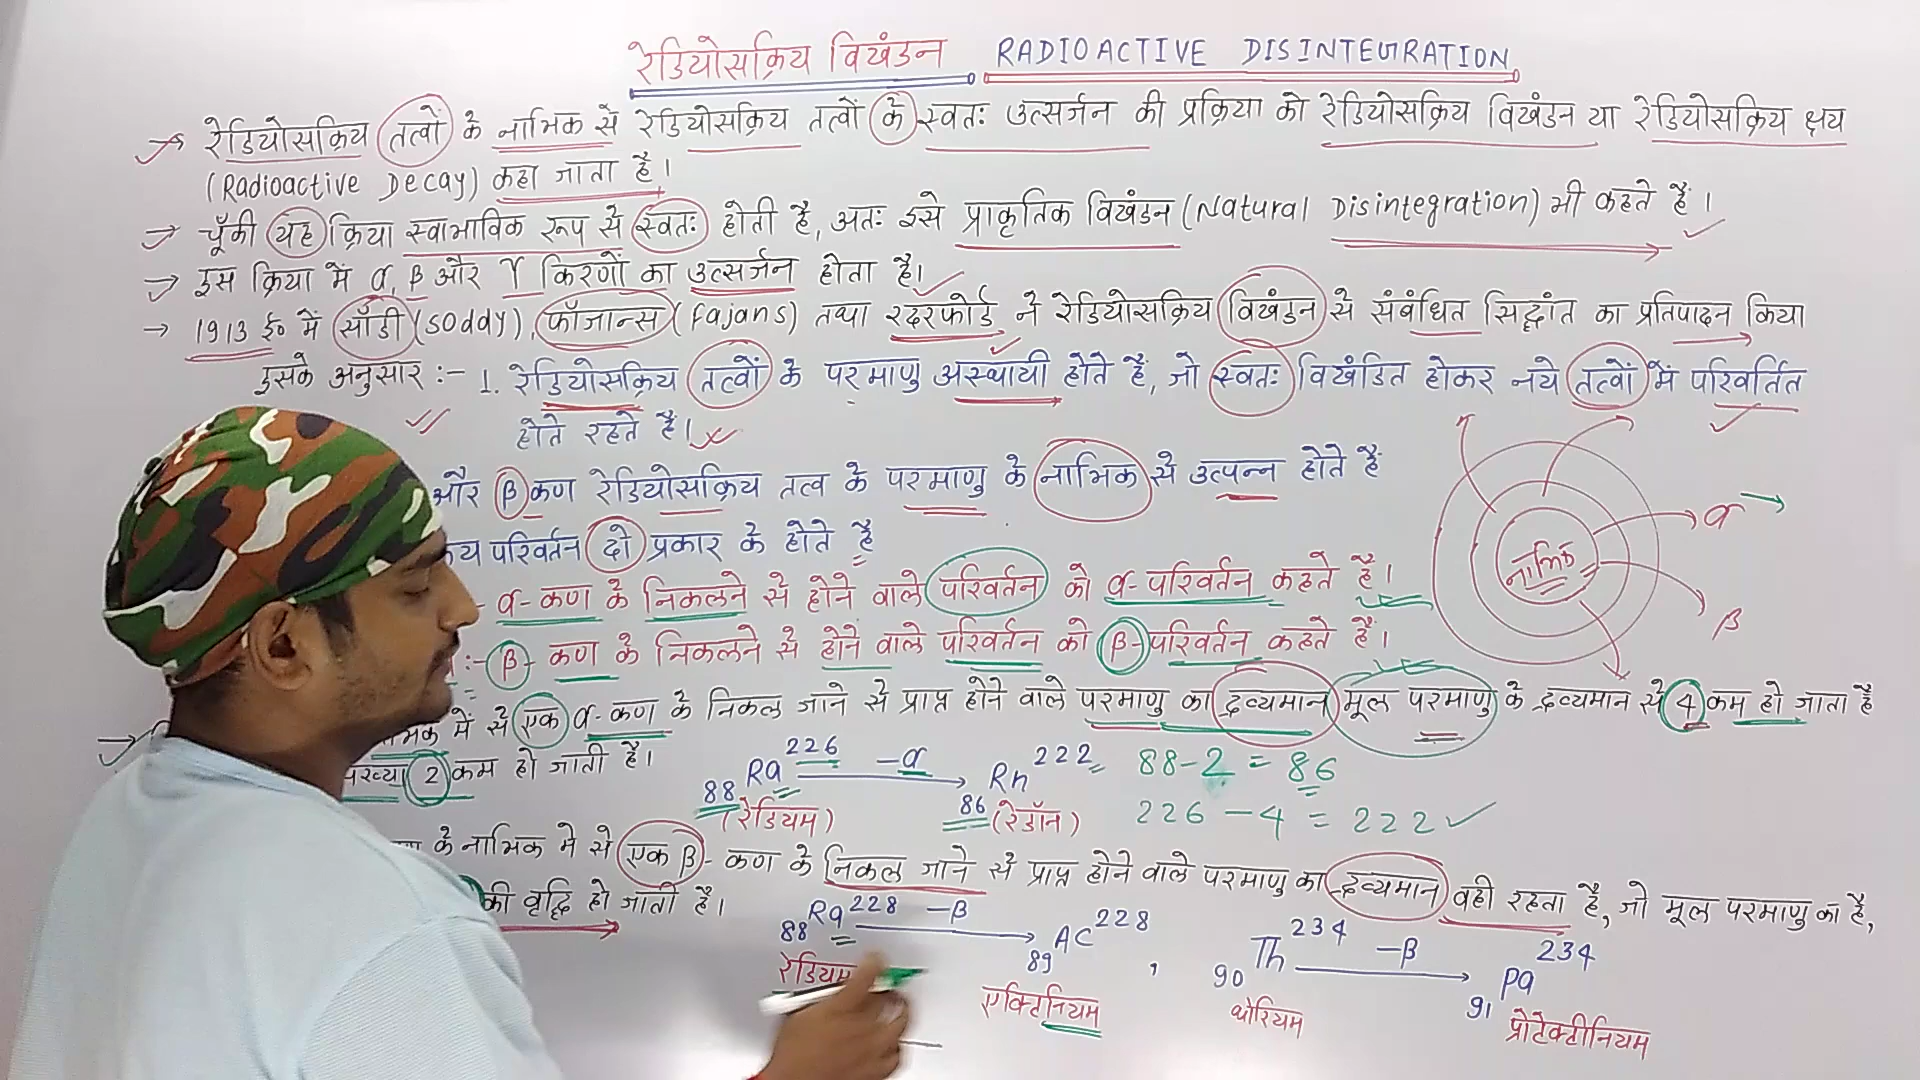 रेडियोसक्रिय विखंडन RADIOACTIVE DISINTEGRATION
→ रेडियोसक्रिय तत्वों के नाभिक से रेडियोसक्रिय तत्वों के स्वतः उत्सर्जन की प्रक्रिया को रेडियोसक्रिय विखंडन या रेडियोसक्रिय क्षय
(Radioactive Decay) कहा जाता है।
→ चूँकी यह क्रिया स्वाभाविक रूप से स्वतः होती है, अतः इसे प्राकृतिक विखंडन (Natural Disintegration) भी कहते हैं।
→ इस क्रिया में α, β और γ किरणों का उत्सर्जन होता है।
→ 1913 ई० में सॉडी (Soddy), फॉजान्स (Fajans) तथा रदरफोर्ड ने रेडियोसक्रिय विखंडन से संबंधित सिद्धांत का प्रतिपादन किया
इसके अनुसार :- 1. रेडियोसक्रिय तत्वों के परमाणु अस्थायी होते हैं, जो स्वतः विखंडित होकर नये तत्वों में परिवर्तित
होते रहते हैं।
और β कण रेडियोसक्रिय तत्व के परमाणु के नाभिक से उत्पन्न होते हैं
परिवर्तन दो प्रकार के होते है
नाभिक α β
- α- कण के निकलने से होने वाले परिवर्तन को α- परिवर्तन कहते हैं।
:- β- कण के निकलने से होने वाले परिवर्तन को β- परिवर्तन कहते हैं।
में से एक α- कण के निकल जाने से प्राप्त होने वाले परमाणु का द्रव्यमान मूल परमाणु के द्रव्यमान से 4 कम हो जाता है
2 कम हो जाती है।
₈₈Ra²²⁶ —-α→ ₈₆Rn²²² 88-2 = 86
(रेडियम) (रेडॉन) 226 - 4 = 222
के नाभिक मे से एक β- कण के निकल जाने से प्राप्त होने वाले परमाणु का द्रव्यमान वही रहता है, जो मूल परमाणु का है,
की वृद्धि हो जाती है।
₈₈Ra²²⁸ —-β→ ₈₉AC²²⁸ , ₉₀Th²³⁴ —-β→ ₉₁Pa²³⁴
रेडियम एक्टिनियम थोरियम प्रोटेक्टीनियम